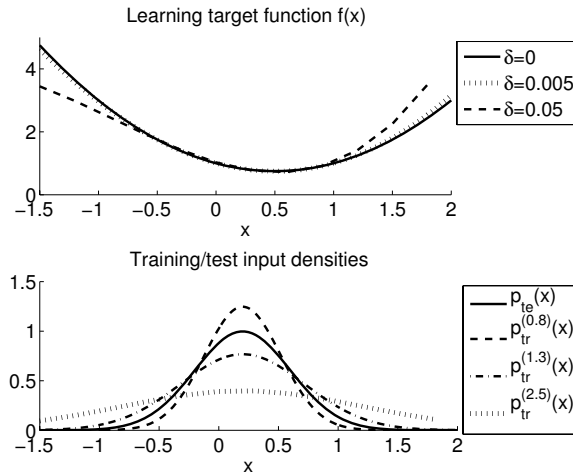 Learning target function f(x)
4
2
0
−1.5 −1 −0.5 0 0.5 1 1.5 2
x
δ=0
δ=0.005
δ=0.05
Training/test input densities
1.5
1
0.5
0
−1.5 −1 −0.5 0 0.5 1 1.5 2
x
p_te(x)
p_tr^(0.8)(x)
p_tr^(1.3)(x)
p_tr^(2.5)(x)